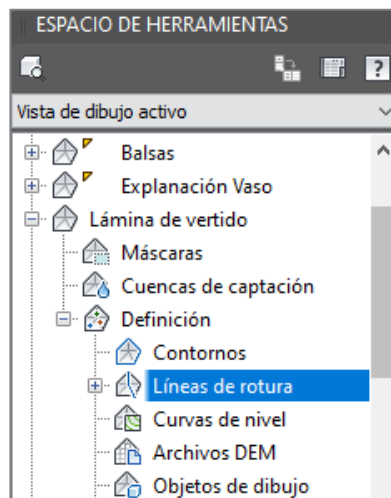 ESPACIO DE HERRAMIENTAS
?
Vista de dibujo activo
Balsas
Explanación Vaso
Lámina de vertido
Máscaras
Cuencas de captación
Definición
Contornos
Líneas de rotura
Curvas de nivel
Archivos DEM
Objetos de dibujo